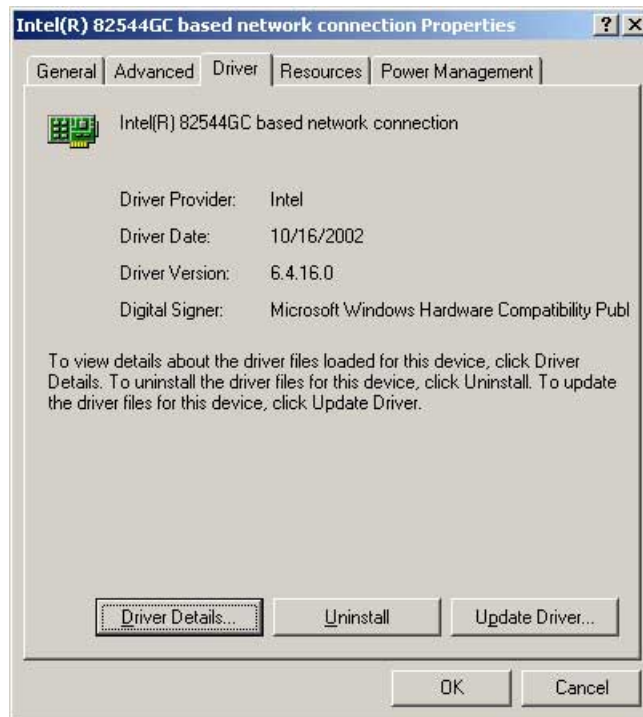 Intel(R) 82544GC based network connection Properties
General Advanced Driver Resources Power Management
Intel(R) 82544GC based network connection
Driver Provider: Intel
Driver Date: 10/16/2002
Driver Version: 6.4.16.0
Digital Signer: Microsoft Windows Hardware Compatibility Publ
To view details about the driver files loaded for this device, click Driver
Details. To uninstall the driver files for this device, click Uninstall. To update
the driver files for this device, click Update Driver.
Driver Details... Uninstall Update Driver...
OK Cancel